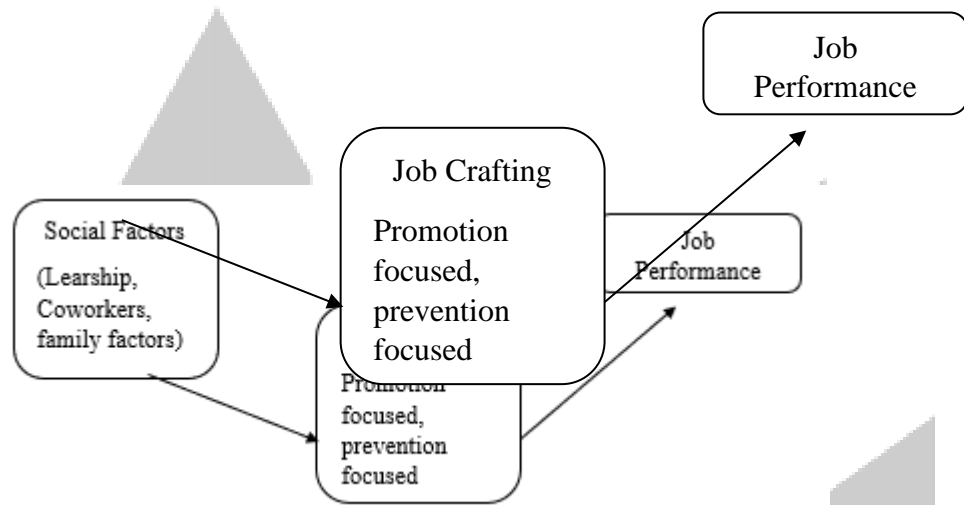 Job
Performance
Job Crafting
Promotion
focused,
prevention
focused
Social Factors
(Learship,
Coworkers,
family factors)
Job
Performance
Promotion
focused,
prevention
focused